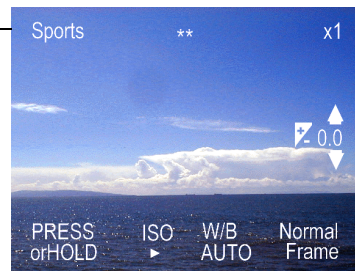 Sports ** x1
0.0
PRESS ISO W/B Normal
orHOLD ► AUTO Frame